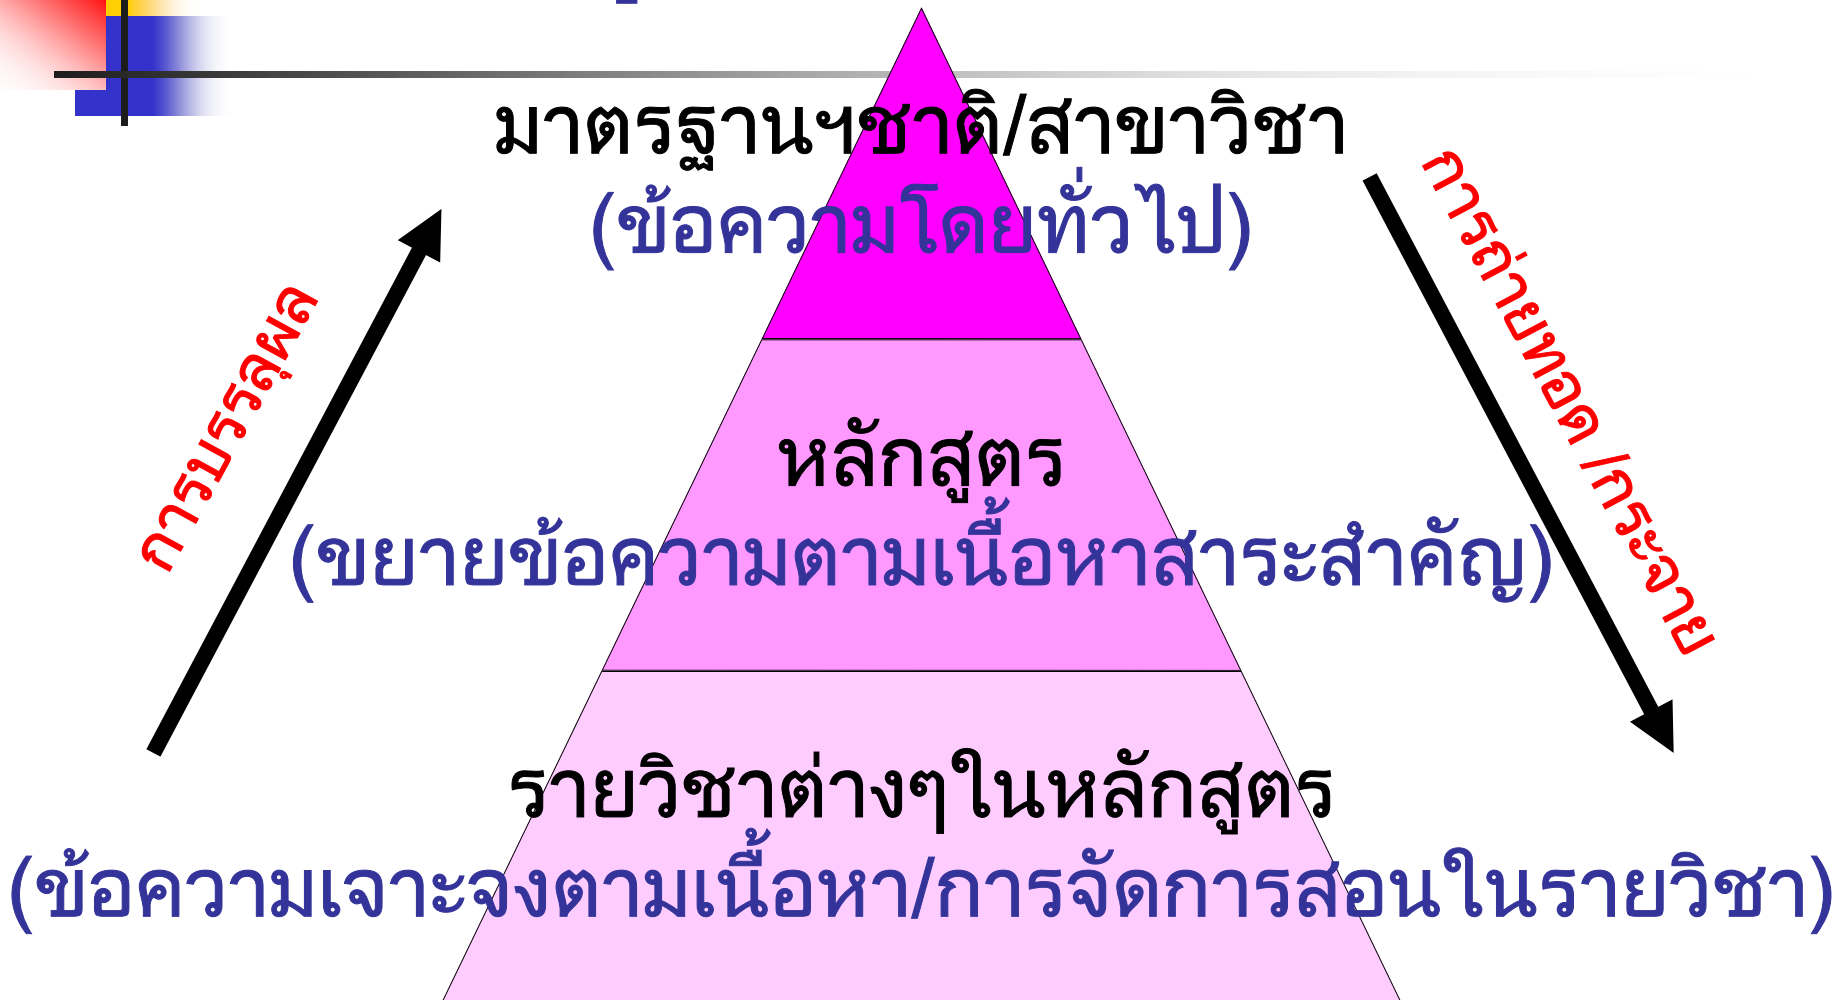 มาตรฐานฯชาติ/สาขาวิชา
(ข้อความโดยทั่วไป)
การบรรลุผล
การถ่ายทอด /กระจาย
หลักสูตร
(ขยายข้อความตามเนื้อหาสาระสำคัญ)
รายวิชาต่างๆในหลักสูตร
(ข้อความเจาะจงตามเนื้อหา/การจัดการสอนในรายวิชา)